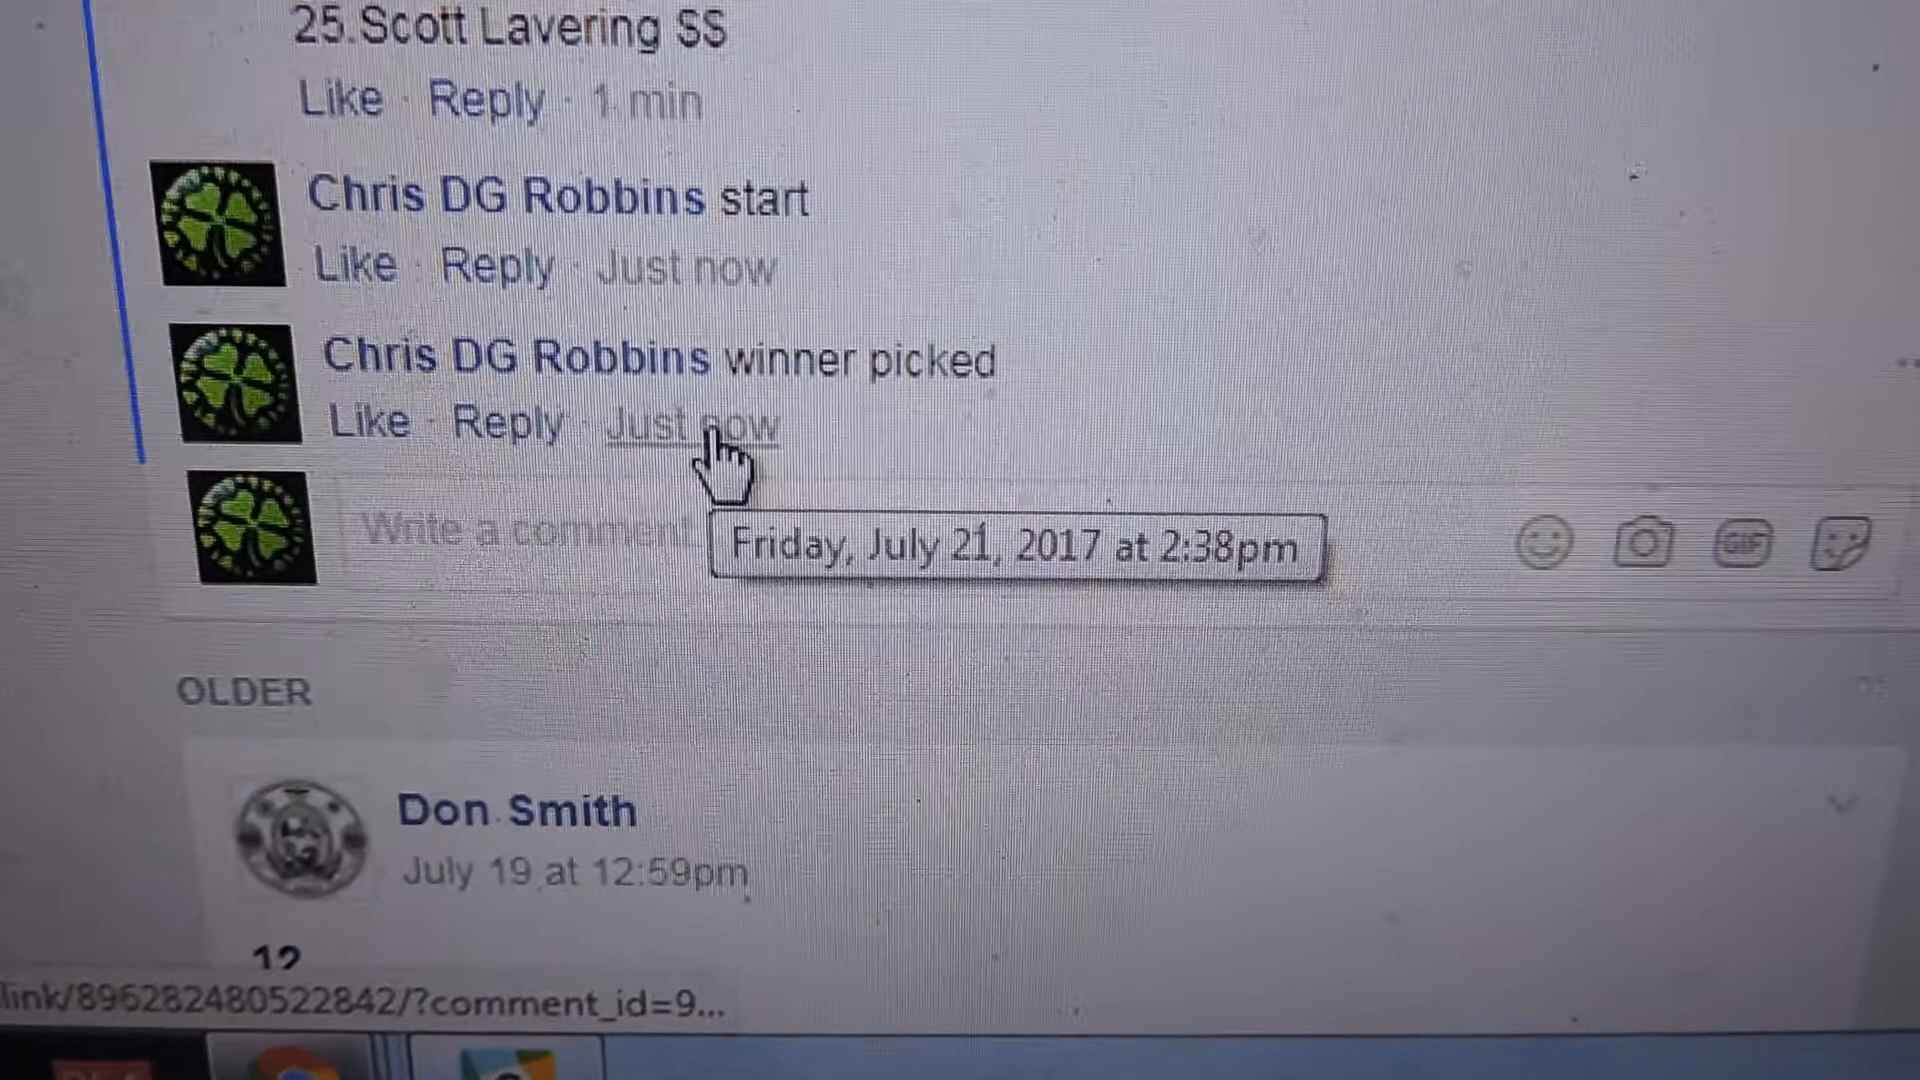 25.Scott Lavering SS
Like · Reply · 1 min
Chris DG Robbins start
Like · Reply · Just now
Chris DG Robbins winner picked
Like · Reply · Just now
Write a comment
Friday, July 21, 2017 at 2:38pm
GIF
OLDER
Don Smith
July 19 at 12:59pm
12
link/896282480522842/?comment_id=9...